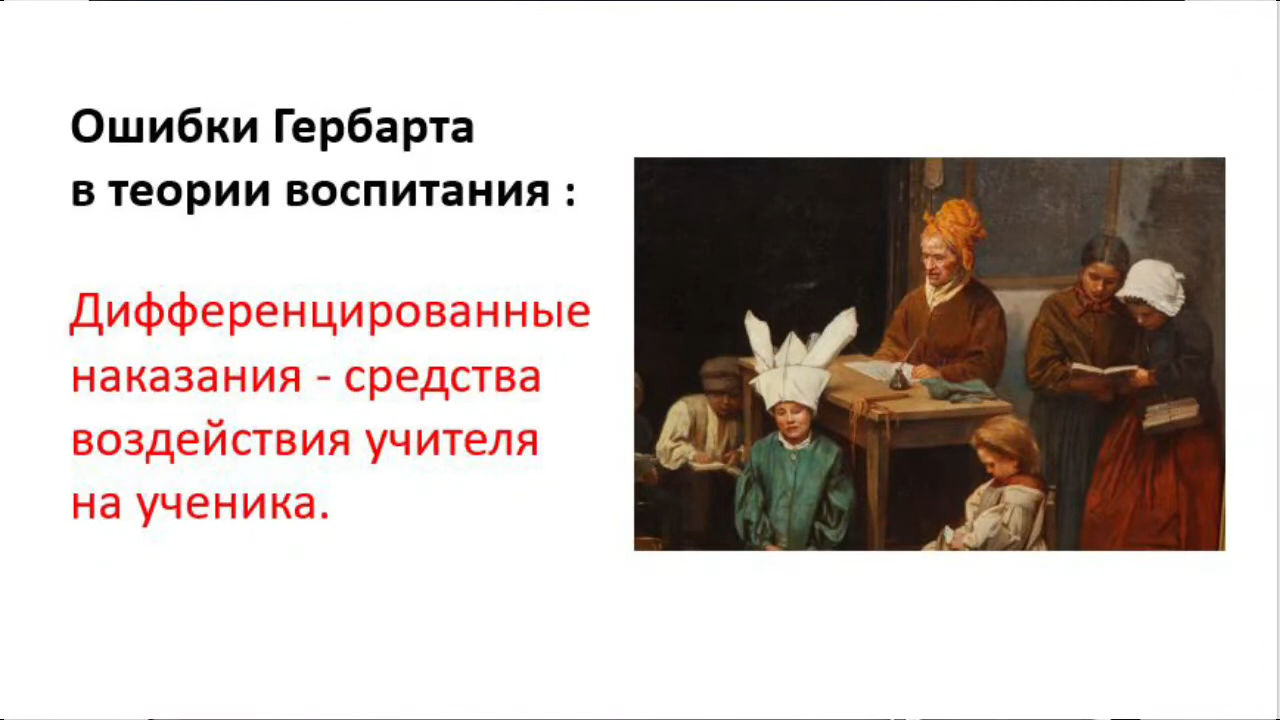 Ошибки Гербарта
в теории воспитания :
Дифференцированные
наказания - средства
воздействия учителя
на ученика.